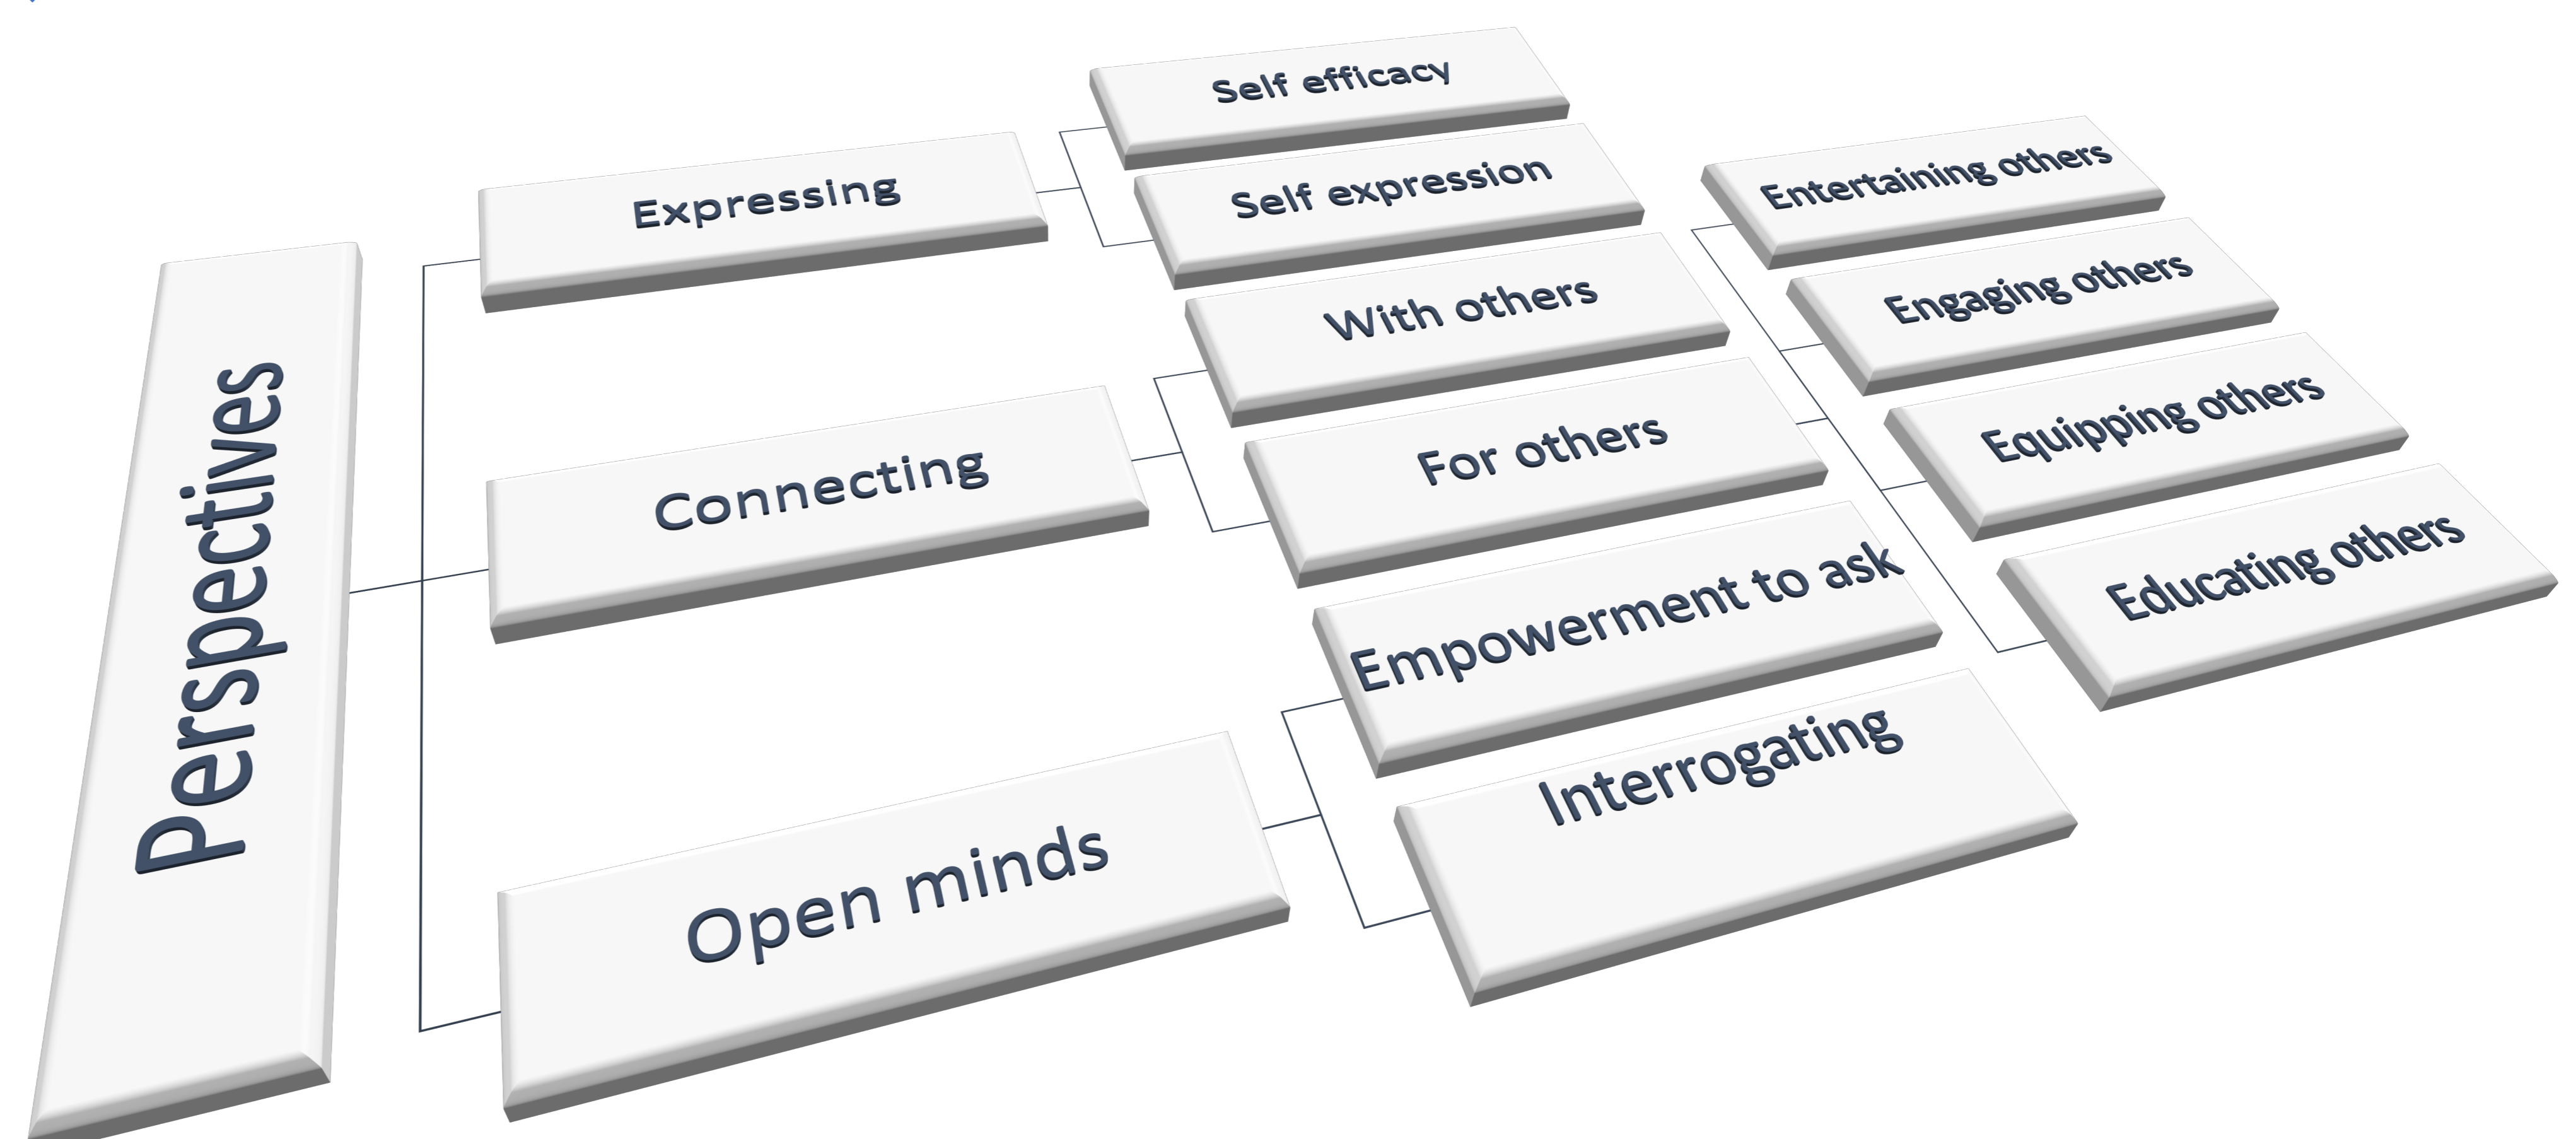 Perspectives
Expressing
Self efficacy
Self expression
Connecting
With others
For others
Entertaining others
Engaging others
Equipping others
Educating others
Open minds
Empowerment to ask
Interrogating